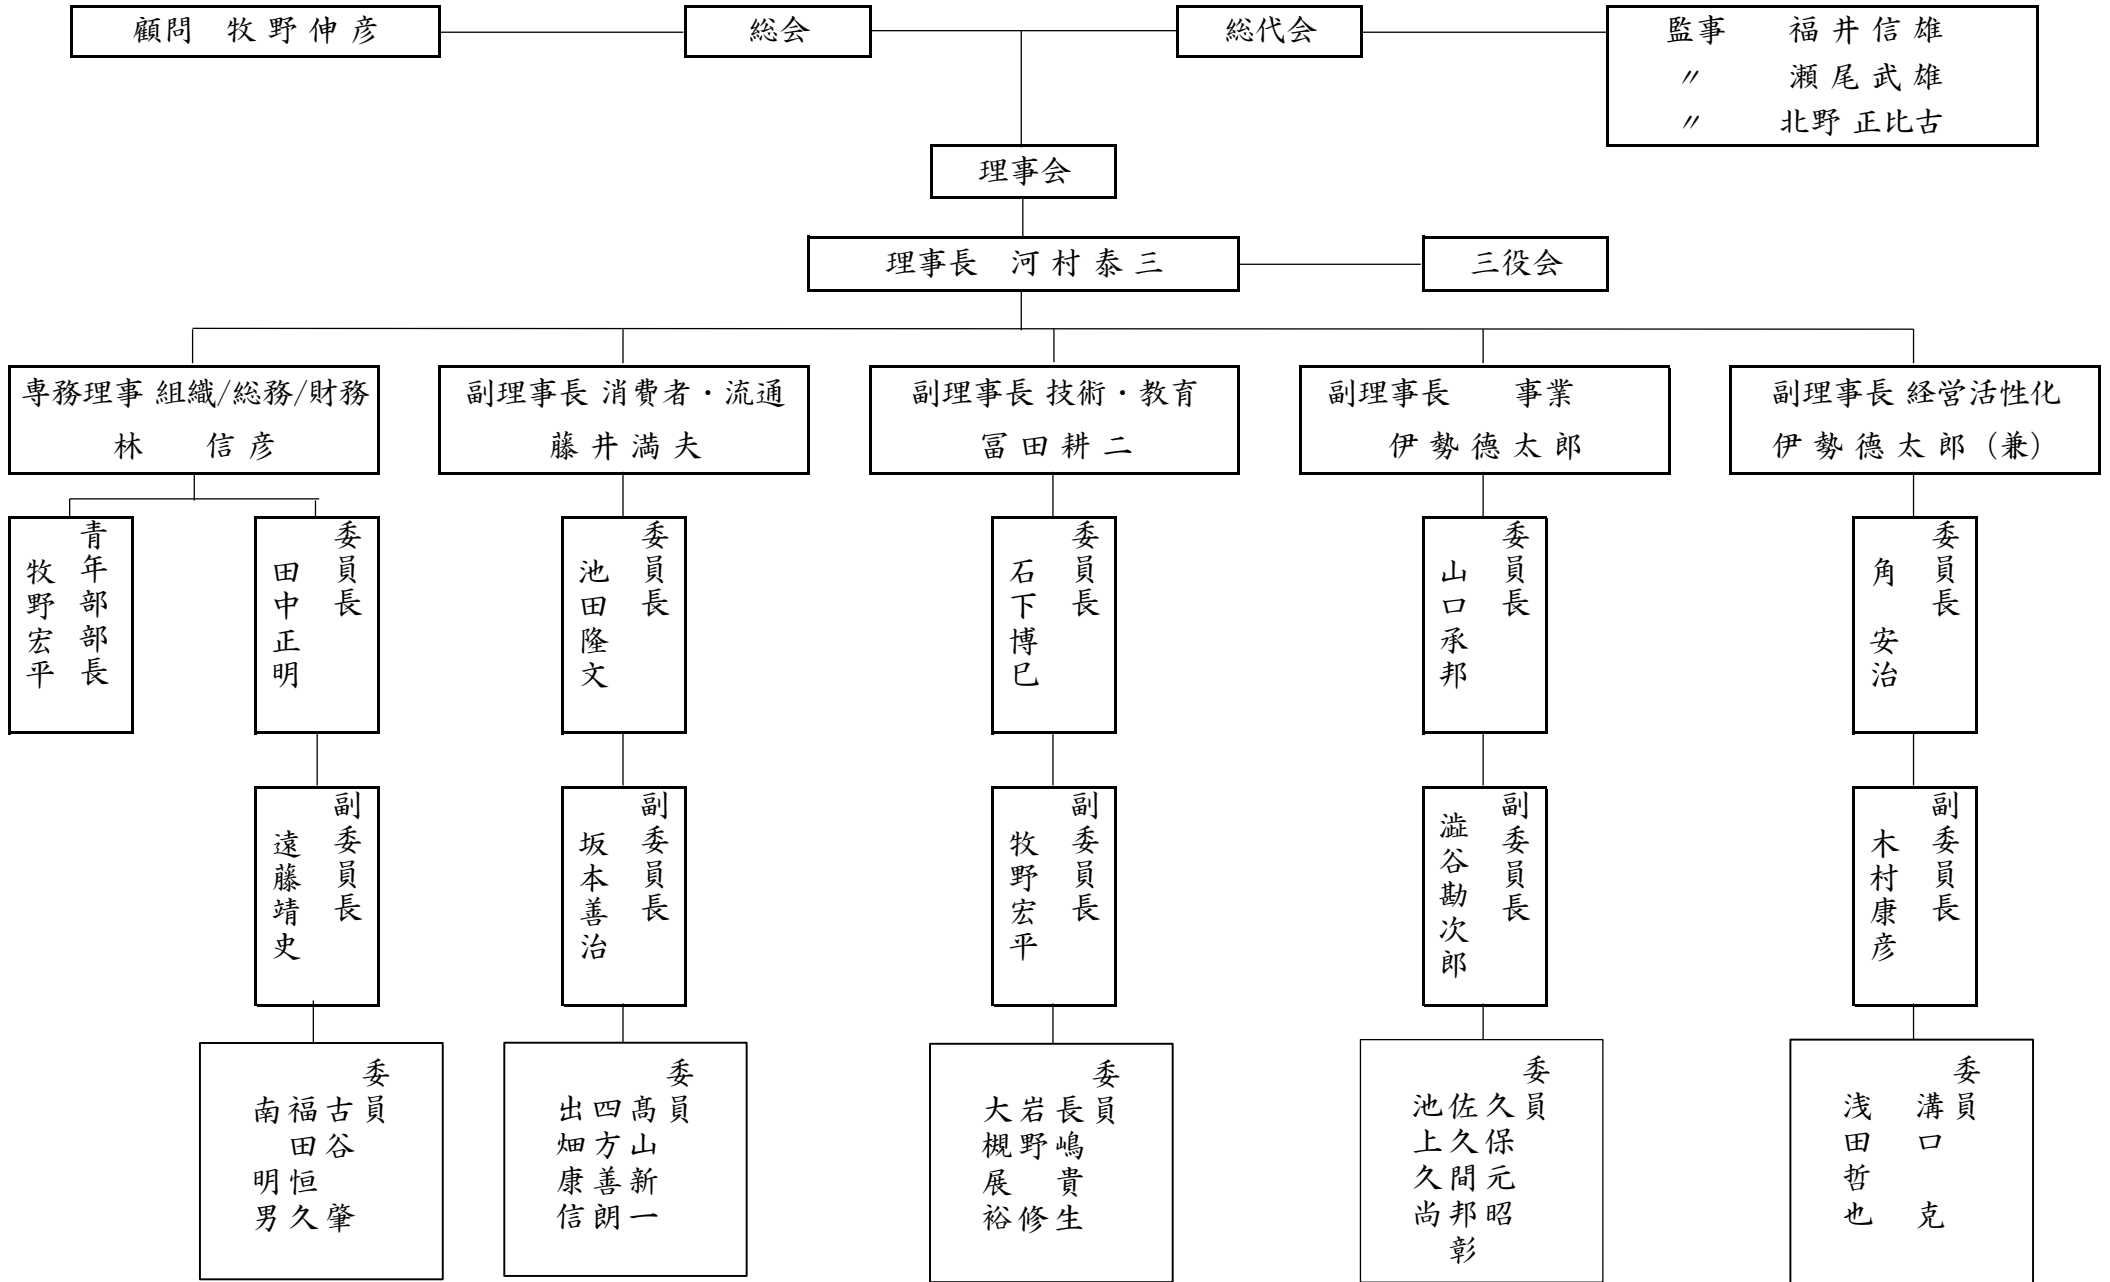 顧問 牧野伸彦
総会
総代会
監事 福井信雄
〃 瀬尾武雄
〃 北野 正比古
理事会
理事長 河村泰三
三役会
専務理事 組織/総務/財務
林 信彦
副理事長 消費者・流通
藤井満夫
副理事長 技術・教育
冨田耕二
副理事長 事業
伊勢德太郎
副理事長 経営活性化
伊勢德太郎（兼）
青年部部長
牧野宏平
委員長
田中正明
委員長
池田隆文
委員長
石下博巳
委員長
山口承邦
委員長
角 安治
副委員長
遠藤靖史
副委員長
坂本善治
副委員長
牧野宏平
副委員長
澁谷勘次郎
副委員長
木村康彦
委員
古谷 肇
福田恒久
南 明男
委員
髙山新一
四方善朗
出畑康信
委員
長嶋貴生
岩野 修
大槻展裕
委員
久保元昭
佐久間邦彰
池上久尚
委員
溝口 克
浅田哲也